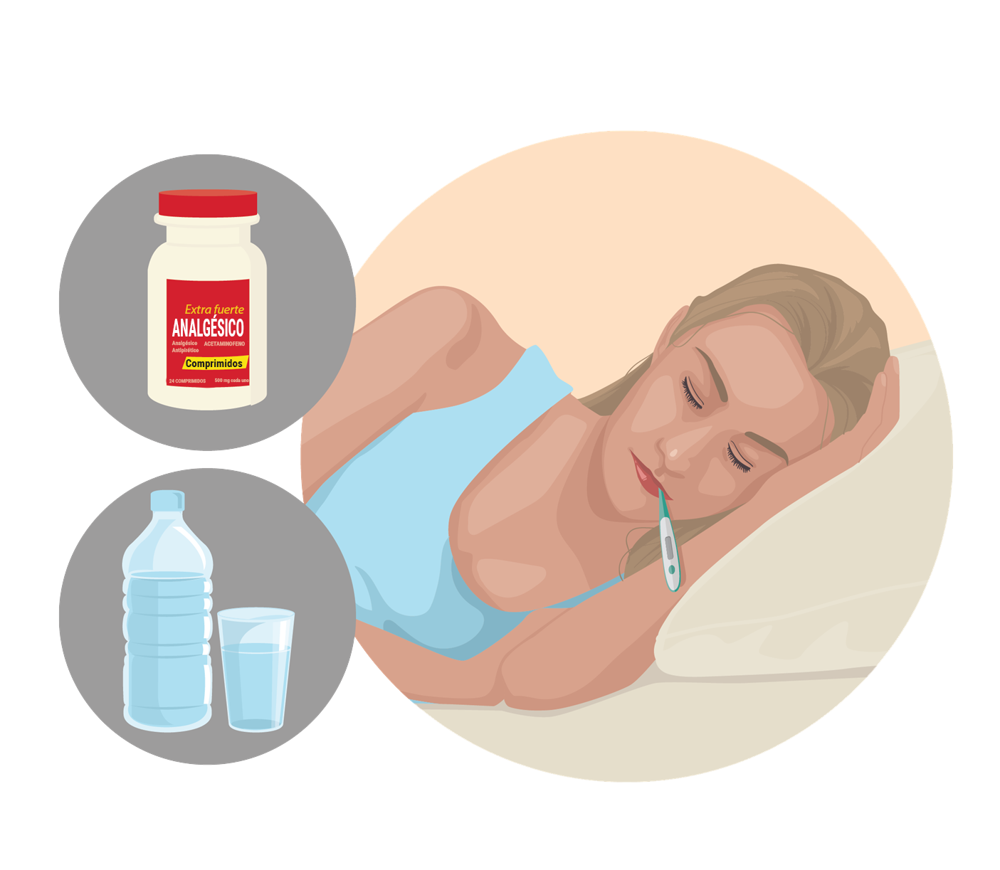 Extra fuerte
ANALGÉSICO
Analgésico ACETAMINOFENO
Antipirético
Comprimidos
24 COMPRIMIDOS 500 mg cada uno